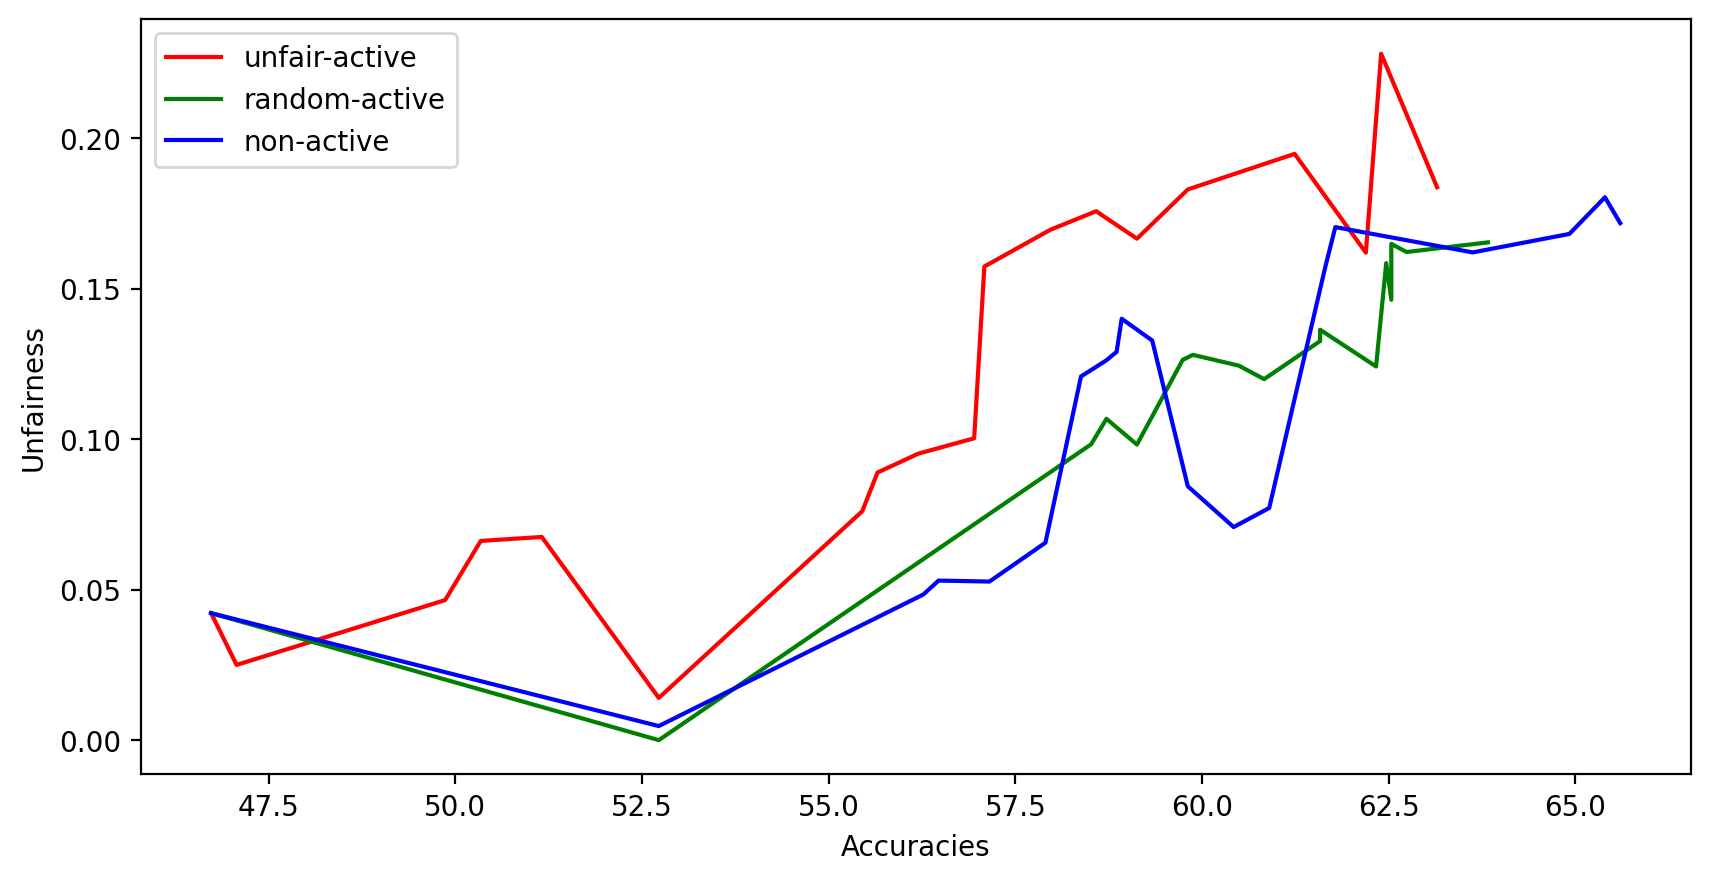 unfair-active
random-active
non-active
0.20
0.15
0.10
0.05
0.00
Unfairness
47.5 50.0 52.5 55.0 57.5 60.0 62.5 65.0
Accuracies